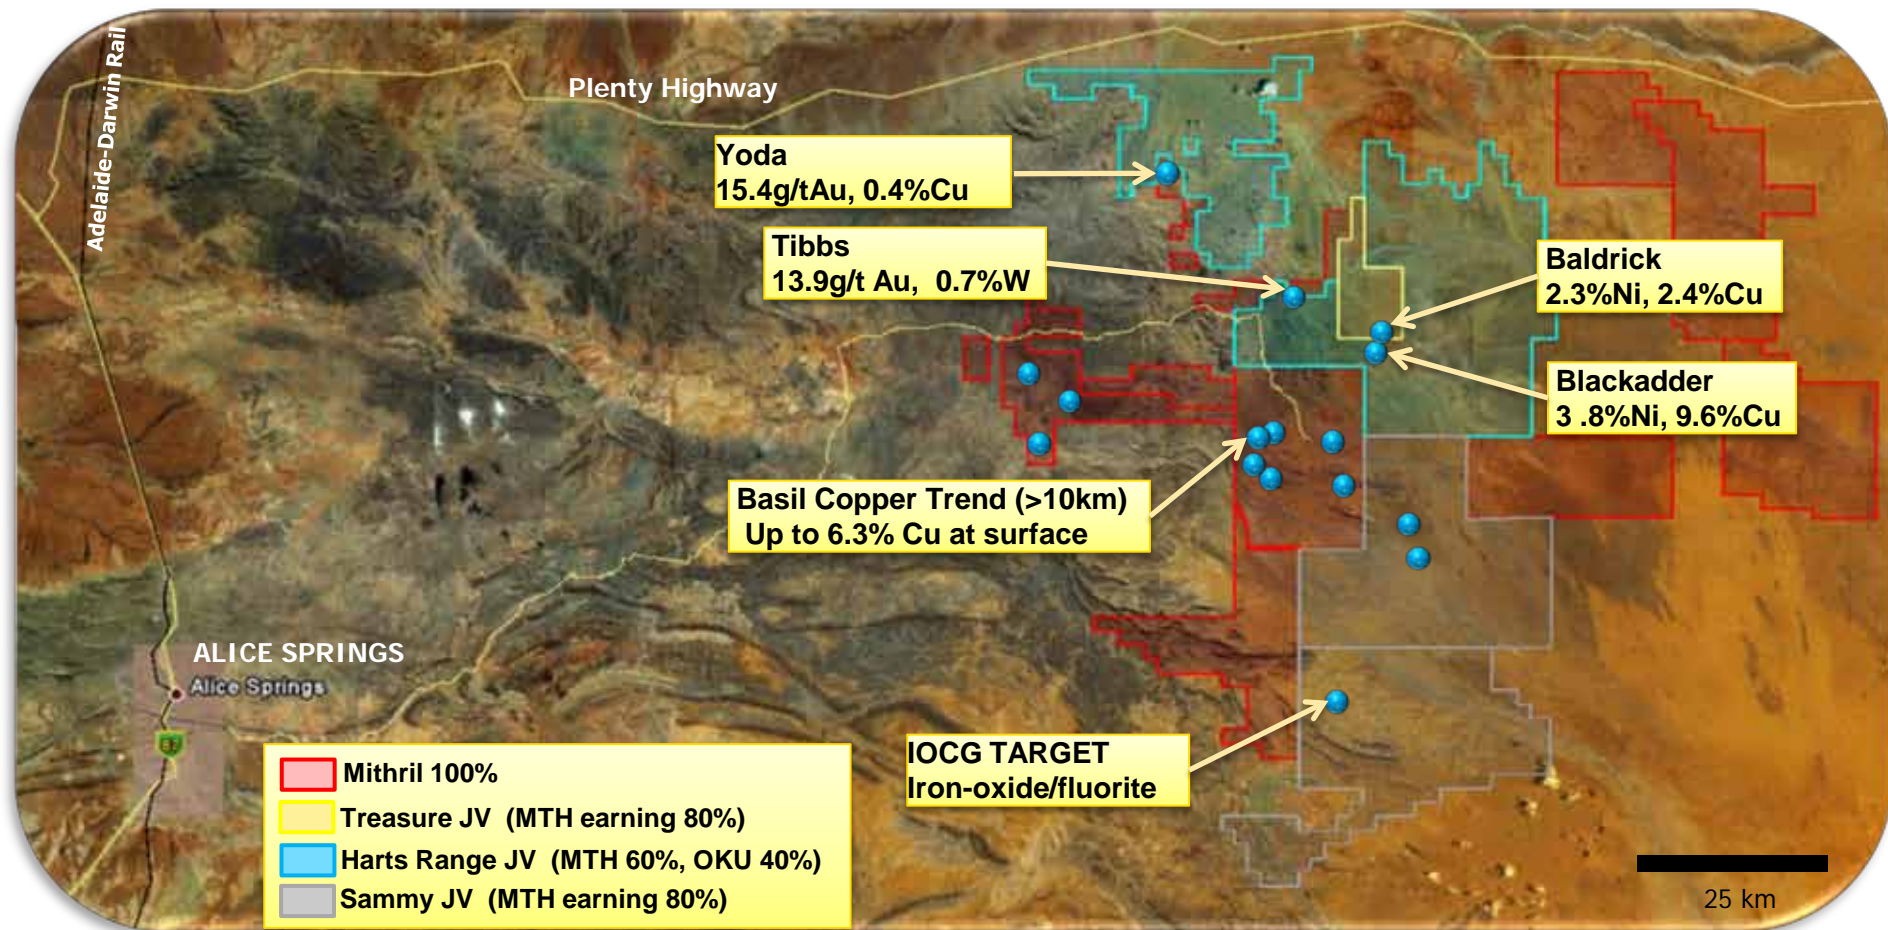 Adelaide-Darwin Rail
Plenty Highway
Yoda
15.4g/tAu, 0.4%Cu
Tibbs
13.9g/t Au, 0.7%W
Baldrick
2.3%Ni, 2.4%Cu
Blackadder
3 .8%Ni, 9.6%Cu
Basil Copper Trend (>10km)
Up to 6.3% Cu at surface
ALICE SPRINGS
Alice Springs
87
IOCG TARGET
Iron-oxide/fluorite
Mithril 100%
Treasure JV (MTH earning 80%)
Harts Range JV (MTH 60%, OKU 40%)
Sammy JV (MTH earning 80%)
25 km